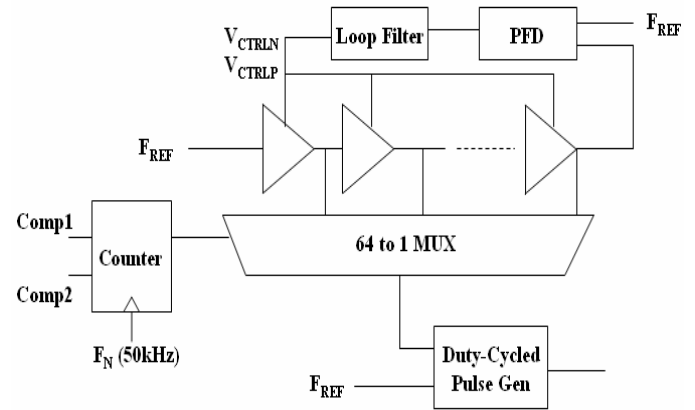 V_CTRLN
Loop Filter
PFD
F_REF
V_CTRLP
F_REF
Comp1
Counter
64 to 1 MUX
Comp2
F_N (50kHz)
Duty-Cycled
Pulse Gen
F_REF